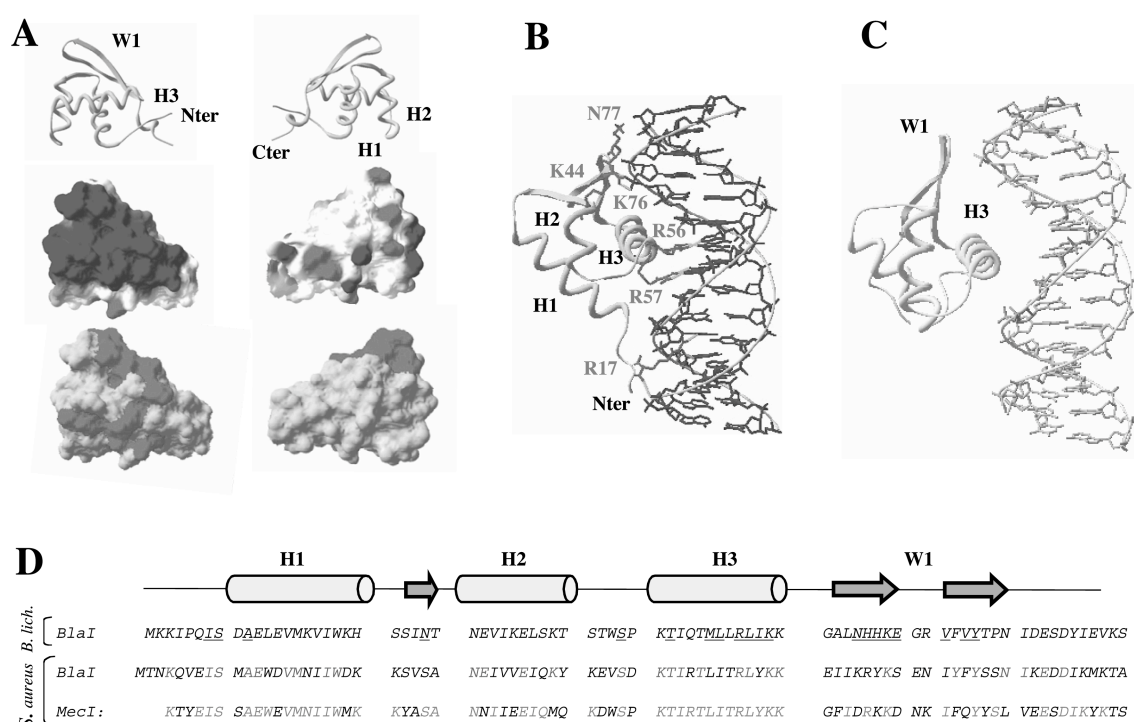 A
B
C
W1
H3
Nter
H2
Cter
H1
N77
K44
H2
K76
R56
H3
H1
R57
R17
Nter
W1
H3
D
H1 H2 H3 W1
B. lich.
BlaI MKKIPQIS DAELEVMKVIWKH SSINT NEVIKELSKT STWSP KTIQTMLLRLIKK GALNHHKE GR VFVYTPN IDESDYIEVKS
S. aureus
BlaI MTNKQVEIS MAEWDVMNIIWDK KSVSA NEIVVEIQKY KEVSD KTIRTLITRLYKK EIIKRYKS EN IYFYSSN IKEDDIKMKTA
MecI: KTYEIS SAEWEVMNIIWMK KYASA NNIIEEIQMQ KDWSP KTIRTLITRLYKK GFIDRKKD NK IFQYYSL VEESDIKYKTS